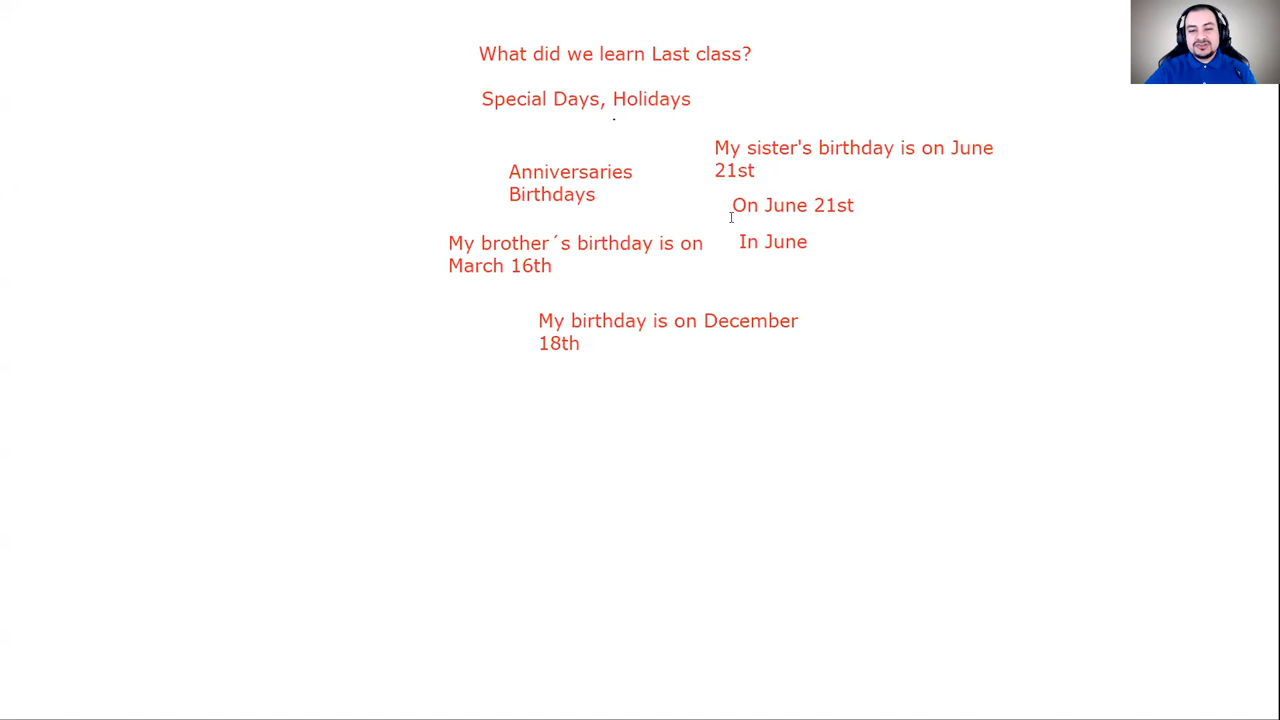 What did we learn Last class?
Special Days, Holidays
My sister's birthday is on June
21st
Anniversaries
Birthdays
On June 21st
In June
My brother´s birthday is on
March 16th
My birthday is on December
18th